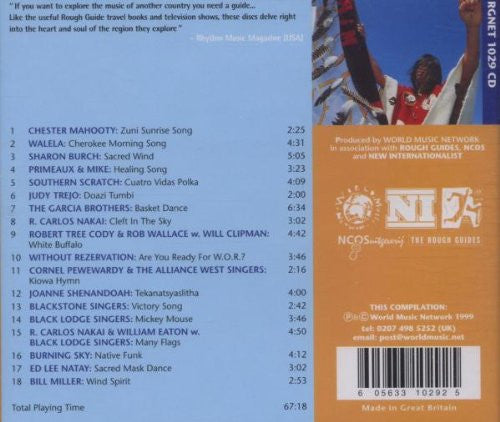 " If you want to explore the music of another country you need a guide...
Like the useful Rough Guide travel books and television shows, these discs delve right
into the heart and soul of the region they explore "
– Rhythm Music Magazine [USA]
1 CHESTER MAHOOTY: Zuni Sunrise Song 2:25
2 WALELA: Cherokee Morning Song 4:31
3 SHARON BURCH: Sacred Wind 5:05
4 PRIMEAUX & MIKE: Healing Song 2:23
5 SOUTHERN SCRATCH: Cuatro Vidas Polka 4:19
6 JUDY TREJO: Doazi Tumbi 2:01
7 THE GARCIA BROTHERS: Basket Dance 6:34
8 R. CARLOS NAKAI: Cleft In The Sky 3:02
9 ROBERT TREE CODY & ROB WALLACE w. WILL CLIPMAN: 4:45
White Buffalo
10 WITHOUT REZERVATION: Are You Ready For W.O.R.? 3:46
11 CORNEL PEWEWARDY & THE ALLIANCE WEST SINGERS: 2:16
Kiowa Hymn
12 JOANNE SHENANDOAH: Tekanatsyaslitha 4:14
13 BLACKSTONE SINGERS: Victory Song 4:12
14 BLACK LODGE SINGERS: Mickey Mouse 4:36
15 R. CARLOS NAKAI & WILLIAM EATON w. 4:50
BLACK LODGE SINGERS: Many Flags
16 BURNING SKY: Native Funk 4:12
17 ED LEE NATAY: Sacred Mask Dance 3:02
18 BILL MILLER: Wind Spirit 2:53
Total Playing Time 67:18
RGNET 1029 CD
Produced by WORLD MUSIC NETWORK
in association with ROUGH GUIDES, NCOS
and NEW INTERNATIONALIST
NI
NCOS uitgeverij
THE ROUGH GUIDES
THIS COMPILATION:
℗© World Music Network 1999
tel: 0207 498 5252 (UK)
email: post@worldmusic.net
6 05633 10292 5
Made in Great Britain